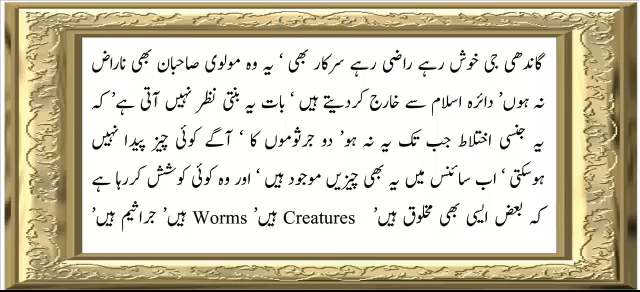 گاندھی جی خوش رہے راضی رہے سرکار بھی ‘ یہ وہ مولوی صاحبان بھی ناراض
نہ ہوں’ دائرہ اسلام سے خارج کردیتے ہیں ‘ بات یہ بنتی نظر نہیں آتی ہے’ کہ
یہ جنسی اختلاط جب تک یہ نہ ہو’ دو جرثوموں کا ‘ آگے کوئی چیز پیدا نہیں
ہوسکتی ‘ اب سائنس میں یہ بھی چیزیں موجود ہیں ‘ اور وہ کوئی کوشش کررہا ہے
کہ بعض ایسی بھی مخلوق ہیں’ Creatures ہیں’ Worms ہیں’ جراثیم ہیں’